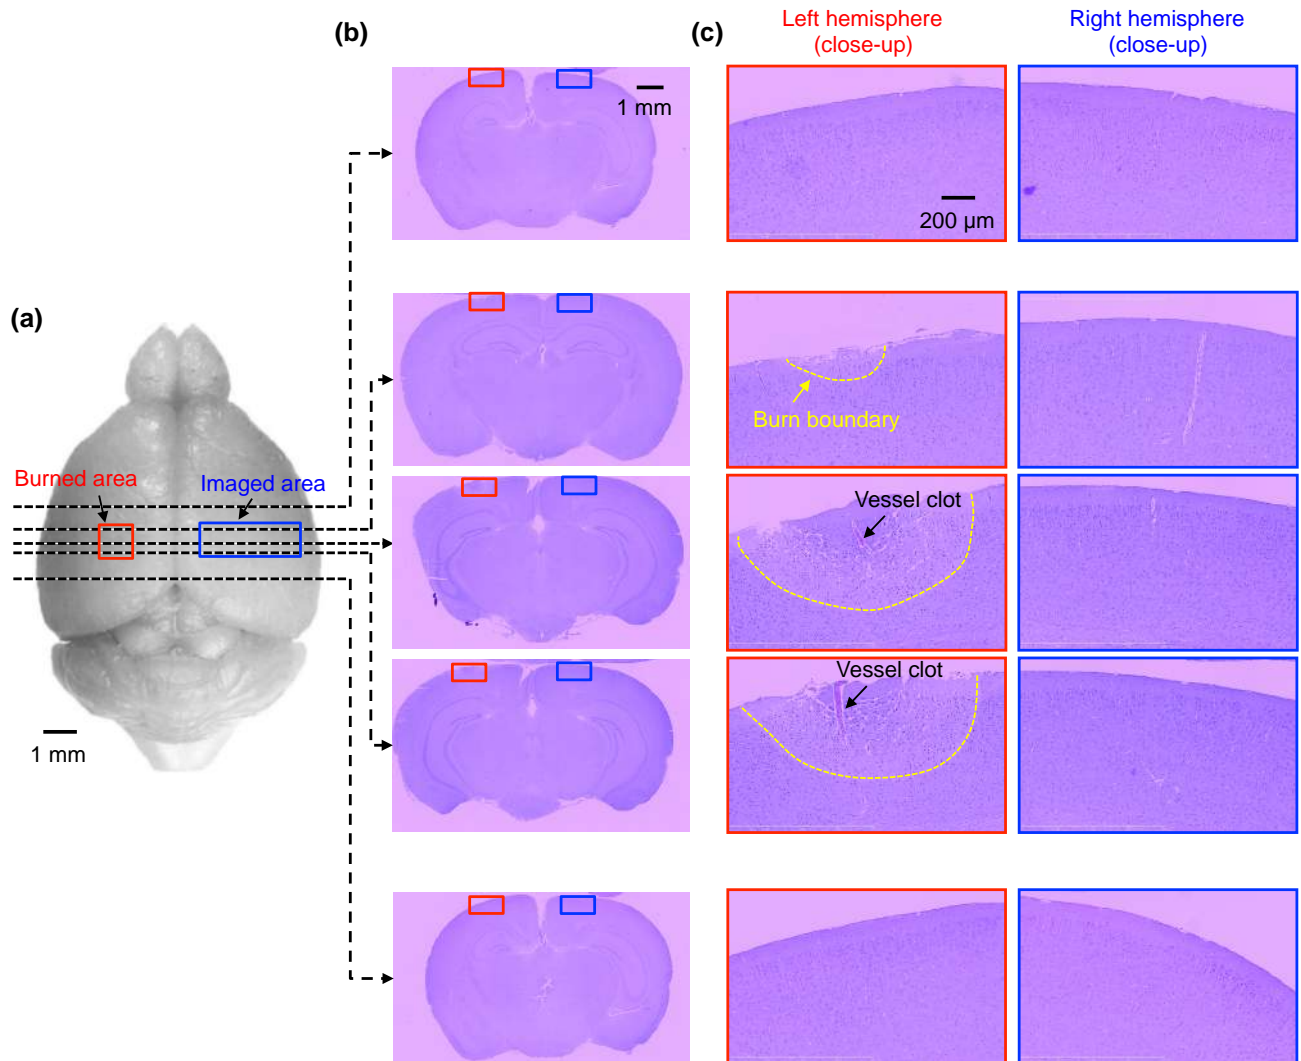 (b)
(c)
Left hemisphere
(close-up)
Right hemisphere
(close-up)
1 mm
200 µm
(a)
Burn boundary
Burned area
Imaged area
Vessel clot
Vessel clot
1 mm